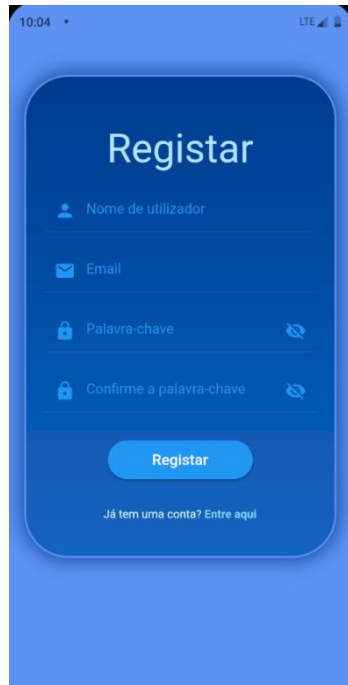 10:04
LTE
Registar
Nome de utilizador
Email
Palavra-chave
Confirme a palavra-chave
Registar
Já tem uma conta? Entre aqui